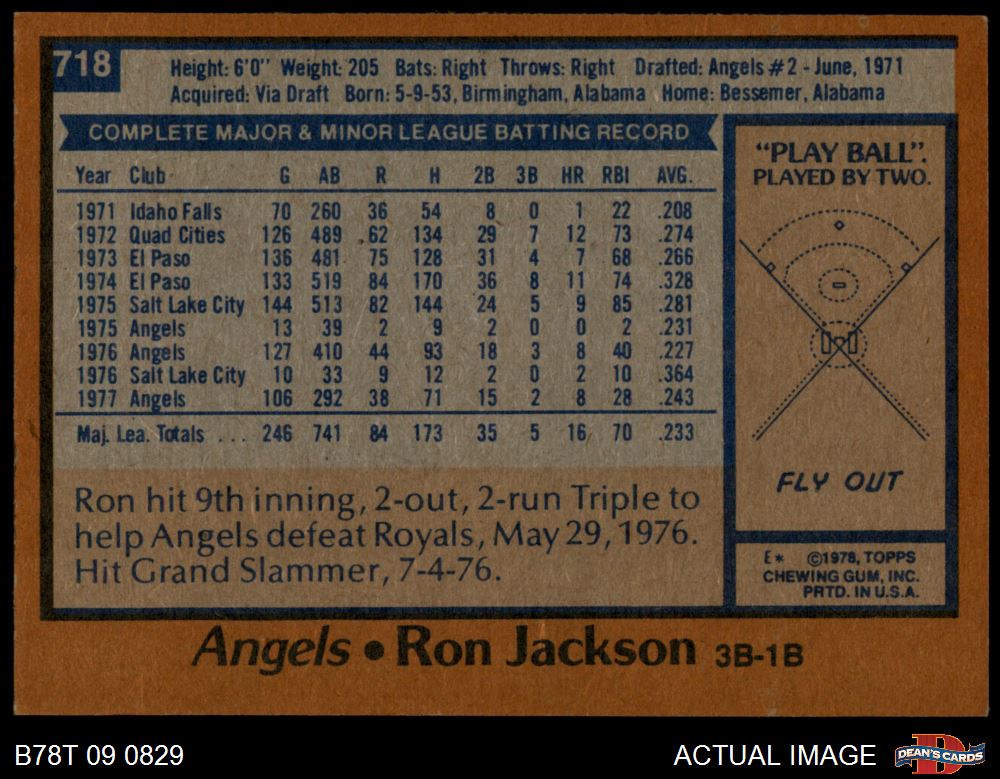 718
Height: 6'0" Weight: 205 Bats: Right Throws: Right Drafted: Angels #2 - June, 1971
Acquired: Via Draft Born: 5-9-53, Birmingham, Alabama Home: Bessemer, Alabama
COMPLETE MAJOR & MINOR LEAGUE BATTING RECORD
Year Club G AB R H 2B 3B HR RBI AVG.
1971 Idaho Falls 70 260 36 54 8 0 1 22 .208
1972 Quad Cities 126 489 62 134 29 7 12 73 .274
1973 El Paso 136 481 75 128 31 4 7 68 .266
1974 El Paso 133 519 84 170 36 8 11 74 .328
1975 Salt Lake City 144 513 82 144 24 5 9 85 .281
1975 Angels 13 39 2 9 2 0 0 2 .231
1976 Angels 127 410 44 93 18 3 8 40 .227
1976 Salt Lake City 10 33 9 12 2 0 2 10 .364
1977 Angels 106 292 38 71 15 2 8 28 .243
Maj. Lea. Totals ... 246 741 84 173 35 5 16 70 .233
Ron hit 9th inning, 2-out, 2-run Triple to
help Angels defeat Royals, May 29, 1976.
Hit Grand Slammer, 7-4-76.
"PLAY BALL".
PLAYED BY TWO.
FLY OUT
E* ©1978, TOPPS
CHEWING GUM, INC.
PRTD. IN U.S.A.
Angels • Ron Jackson 3B-1B
B78T 09 0829
ACTUAL IMAGE
D
DEAN'S CARDS